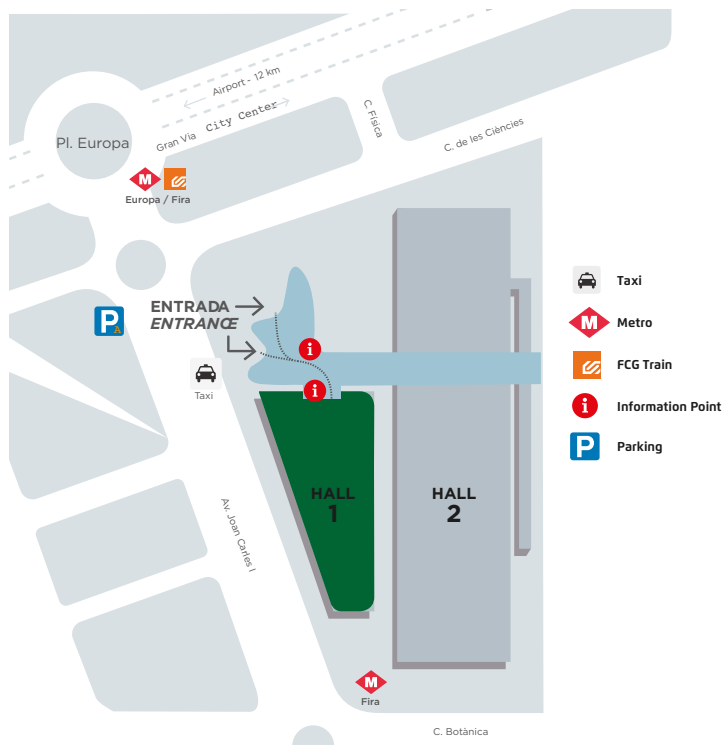 Airport - 12 km
City Center
Gran Via
Pl. Europa
C. Física
C. de les Ciències
M
Europa / Fira
P
A
ENTRADA
ENTRANCE
i
Taxi
i
HALL
1
HALL
2
Av. Joan Carles I
M
Fira
C. Botànica
Taxi
M
Metro
FCG Train
i
Information Point
P
Parking